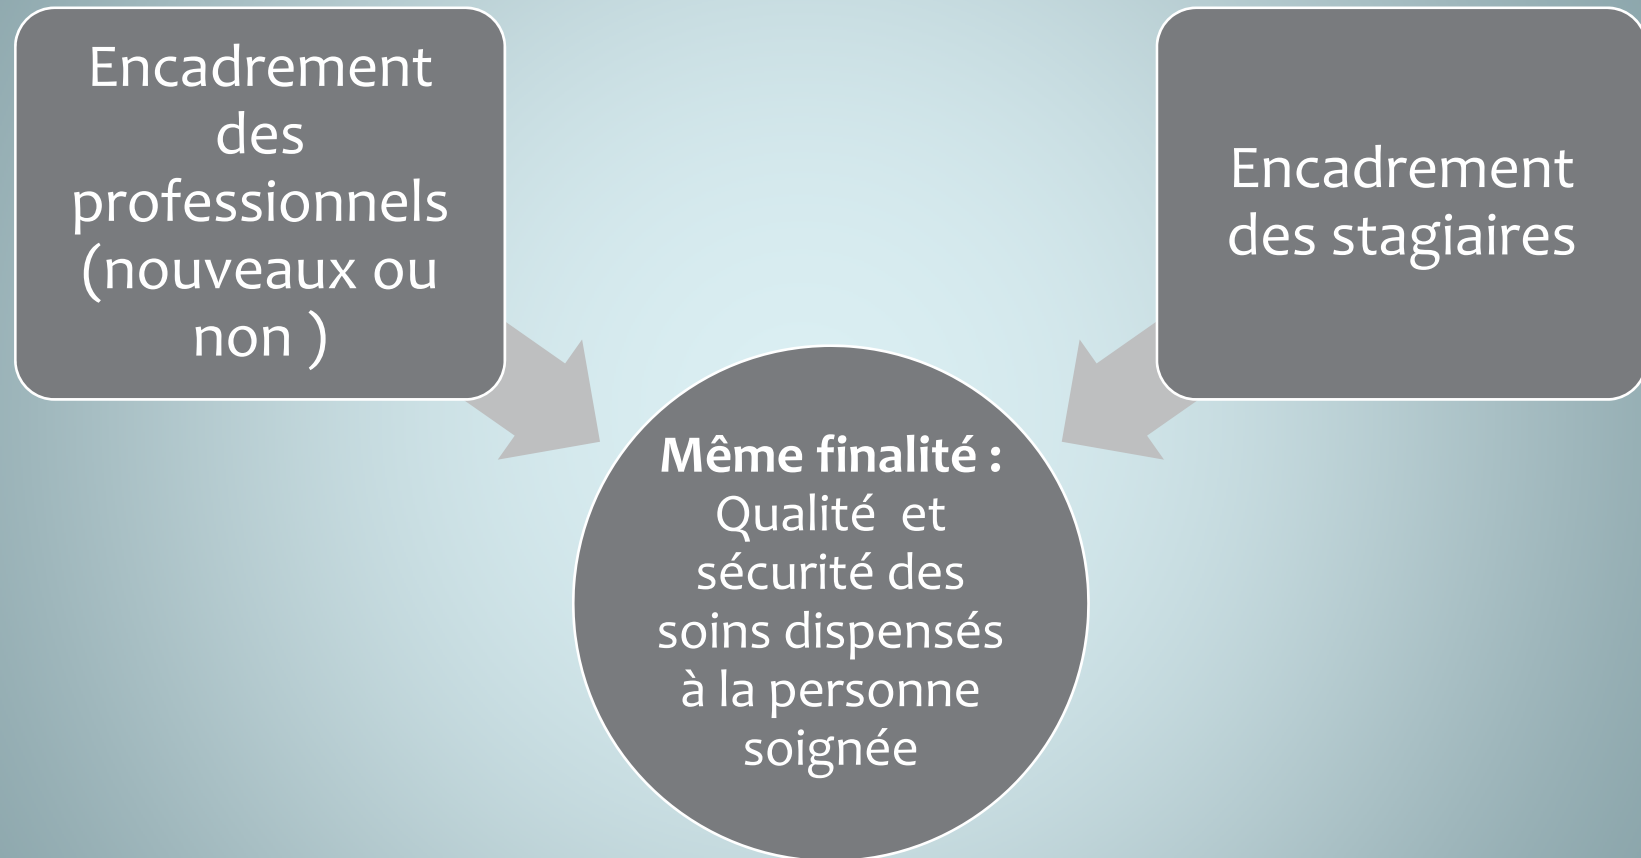 Encadrement
des
professionnels
(nouveaux ou
non )
Encadrement
des stagiaires
Même finalité :
Qualité  et
sécurité des
soins dispensés
à la personne
soignée